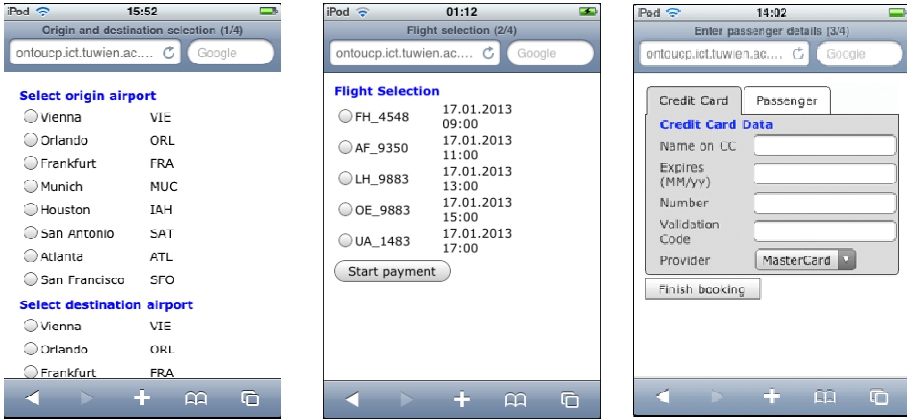 iPod 15:52
Origin and destination selection (1/4)
ontoucp.ict.tuwien.ac.... Google
Select origin airport
Vienna VIE
Orlando ORL
Frankfurt FRA
Munich MUC
Houston IAH
San Antonio SAT
Atlanta ATL
San Francisco SFO
Select destination airport
Vienna VIE
Orlando ORL
Frankfurt FRA
iPod 01:12
Flight selection (2/4)
ontoucp.ict.tuwien.ac.... Google
Flight Selection
FH_4548 17.01.2013
09:00
AF_9350 17.01.2013
11:00
LH_9883 17.01.2013
13:00
OE_9883 17.01.2013
15:00
UA_1483 17.01.2013
17:00
Start payment
iPod 14:02
Enter passenger details (3/4)
ontoucp.ict.tuwien.ac.... Google
Credit Card Passenger
Credit Card Data
Name on CC
Expires
(MM/yy)
Number
Validation
Code
Provider MasterCard
Finish booking